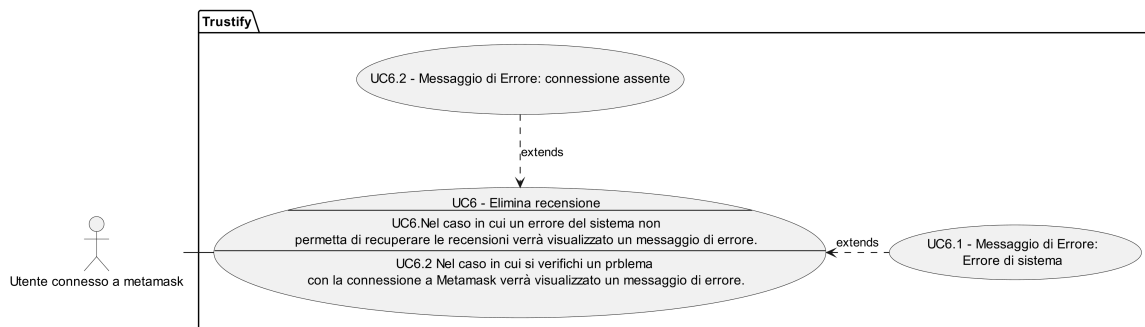 Trustify
UC6.2 - Messaggio di Errore: connessione assente
extends
UC6 - Elimina recensione
UC6.Nel caso in cui un errore del sistema non
permetta di recuperare le recensioni verrà visualizzato un messaggio di errore.
UC6.2 Nel caso in cui si verifichi un prblema
con la connessione a Metamask verrà visualizzato un messaggio di errore.
extends
UC6.1 - Messaggio di Errore:
Errore di sistema
Utente connesso a metamask